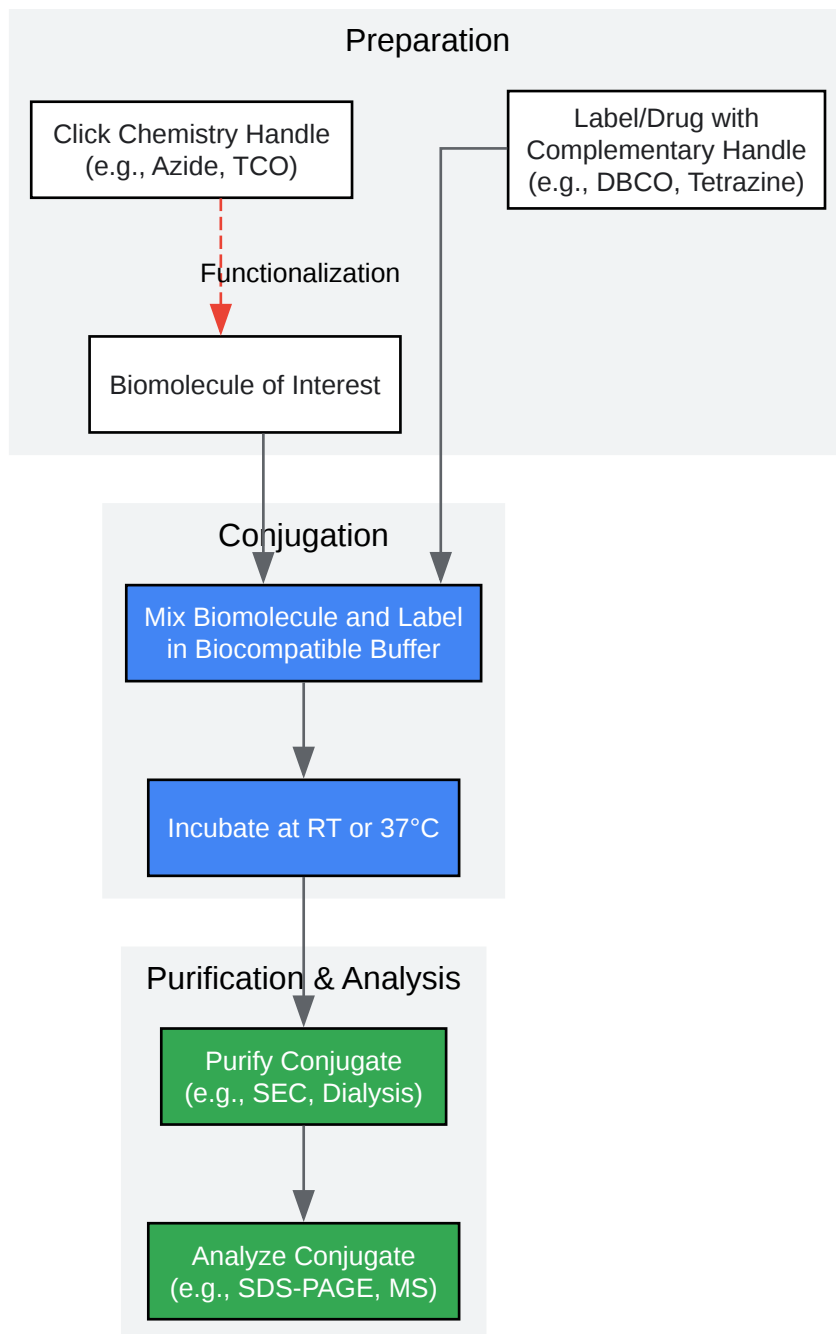 Preparation
Click Chemistry Handle
(e.g., Azide, TCO)
Label/Drug with
Complementary Handle
(e.g., DBCO, Tetrazine)
Functionalization
Biomolecule of Interest
Conjugation
Mix Biomolecule and Label
in Biocompatible Buffer
Incubate at RT or 37°C
Purification & Analysis
Purify Conjugate
(e.g., SEC, Dialysis)
Analyze Conjugate
(e.g., SDS-PAGE, MS)